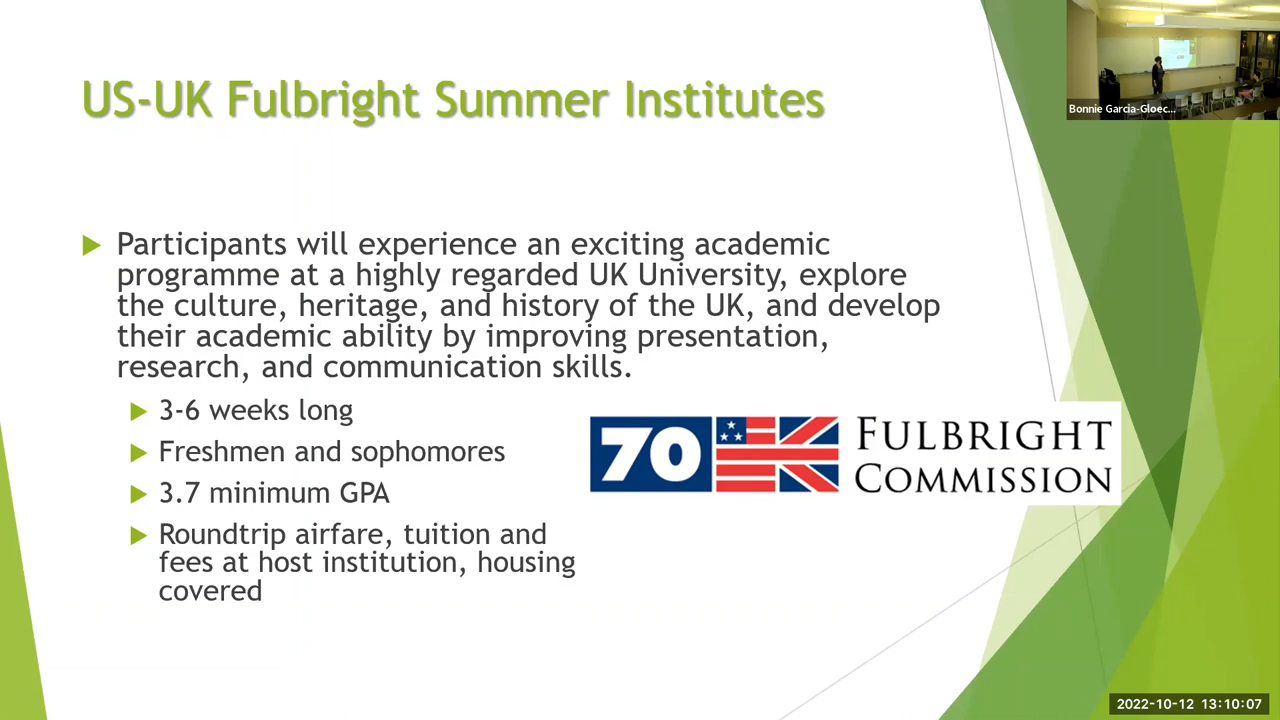 US-UK Fulbright Summer Institutes
Bonnie Garcia-Gloec...
Participants will experience an exciting academic
programme at a highly regarded UK University, explore
the culture, heritage, and history of the UK, and develop
their academic ability by improving presentation,
research, and communication skills.
3-6 weeks long
Freshmen and sophomores
3.7 minimum GPA
Roundtrip airfare, tuition and
fees at host institution, housing
covered
70
FULBRIGHT
COMMISSION
2022-10-12 13:10:07